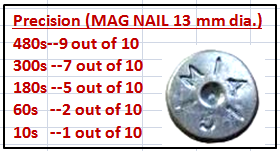 Precision (MAG NAIL 13 mm dia.)
480s--9 out of 10
300s--7 out of 10
180s --5 out of 10
60s --2 out of 10
10s --1 out of 10